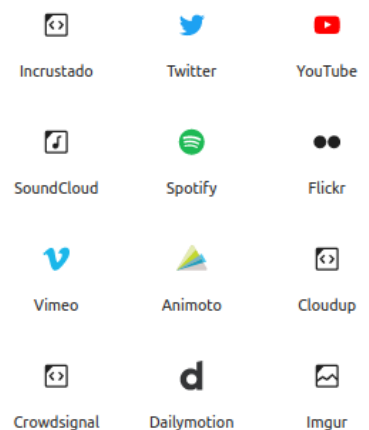 Incrustado
Twitter
YouTube
SoundCloud
Spotify
Flickr
Vimeo
Animoto
Cloudup
Crowdsignal
Dailymotion
Imgur